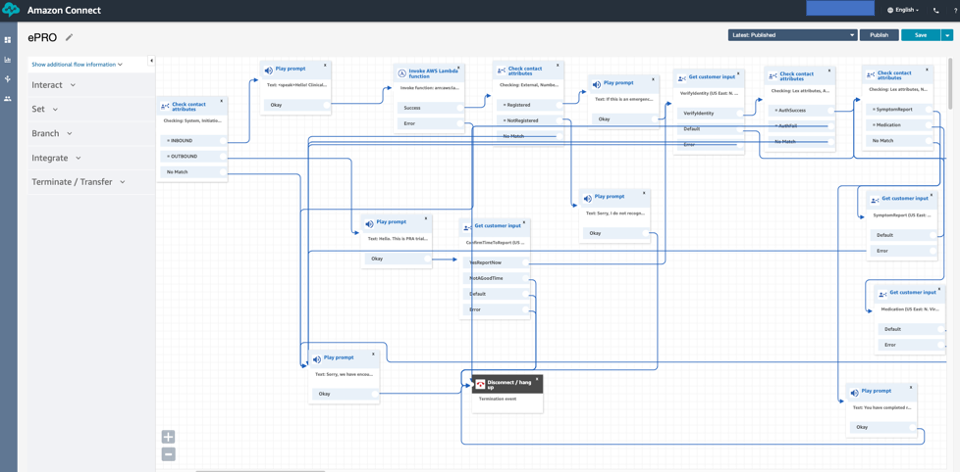 Amazon Connect
English
?
ePRO
Latest: Published
Publish
Save
Show additional flow information
Interact
Set
Branch
Integrate
Terminate / Transfer
Check contact
attributes
Checking: System, Initiatio...
= INBOUND
= OUTBOUND
No Match
Play prompt
Text: <speak>Hello! Clinical...
Okay
Invoke AWS Lambda
function
Invoke function: arn:aws:la...
Success
Error
Check contact
attributes
Checking: External, Numbe...
= Registered
= NotRegistered
No Match
Play prompt
Text: If this is an emergenc...
Okay
Get customer input
VerifyIdentity (US East: N. ...
VerifyIdentity
Default
Error
Check contact
attributes
Checking: Lex attributes, A...
= AuthSuccess
= AuthFail
No Match
Check contact
attributes
Checking: Lex attributes, N...
= SymptomReport
= Medication
No Match
Play prompt
Text: Sorry, I do not recogn...
Okay
Get customer input
SymptomReport (US East: ...
Default
Error
Play prompt
Text: Hello. This is PRA trial...
Okay
Get customer input
ConfirmTimeToReport (US ...
YesReportNow
NotAGoodTime
Default
Error
Get customer input
Medication (US East: N. Vir...
Default
Error
Play prompt
Text: Sorry, we have encou...
Okay
Disconnect / hang
up
Termination event
Play prompt
Text: You have completed r...
Okay